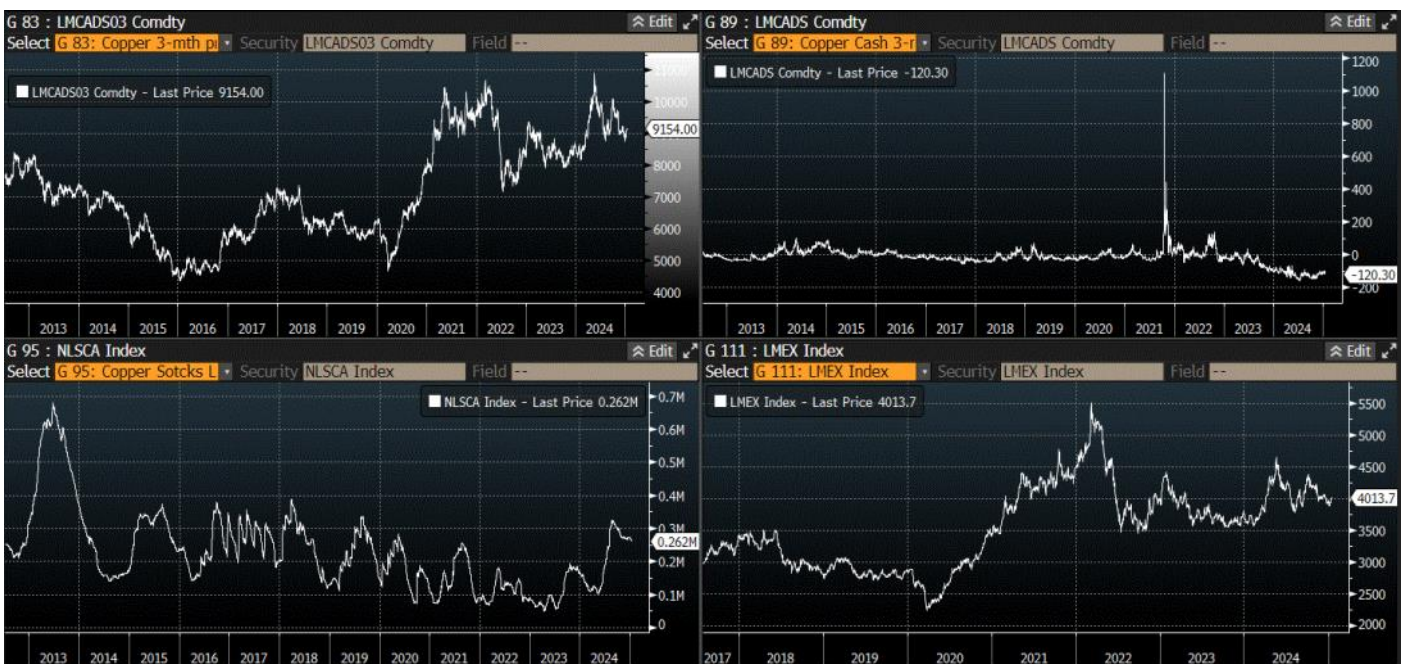 G 83 : LMCADS03 Comdty
Edit
Select G 83: Copper 3-mth pr Security LMCADS03 Comdty Field --
LMCADS03 Comdty - Last Price 9154.00
11000
10000
9154.00
8000
7000
6000
5000
4000
2013 2014 2015 2016 2017 2018 2019 2020 2021 2022 2023 2024
G 89 : LMCADS Comdty
Edit
Select G 89: Copper Cash 3-r Security LMCADS Comdty Field --
LMCADS Comdty - Last Price -120.30
1200
1000
800
600
400
200
0
-120.30
-200
2013 2014 2015 2016 2017 2018 2019 2020 2021 2022 2023 2024
G 95 : NLSCA Index
Edit
Select G 95: Copper Sotcks L Security NLSCA Index Field --
NLSCA Index - Last Price 0.262M
0.7M
0.6M
0.5M
0.4M
0.3M
0.262M
0.2M
0.1M
0
2013 2014 2015 2016 2017 2018 2019 2020 2021 2022 2023 2024
G 111 : LMEX Index
Edit
Select G 111: LMEX Index Security LMEX Index Field --
LMEX Index - Last Price 4013.7
5500
5000
4500
4013.7
3500
3000
2500
2000
2017 2018 2019 2020 2021 2022 2023 2024